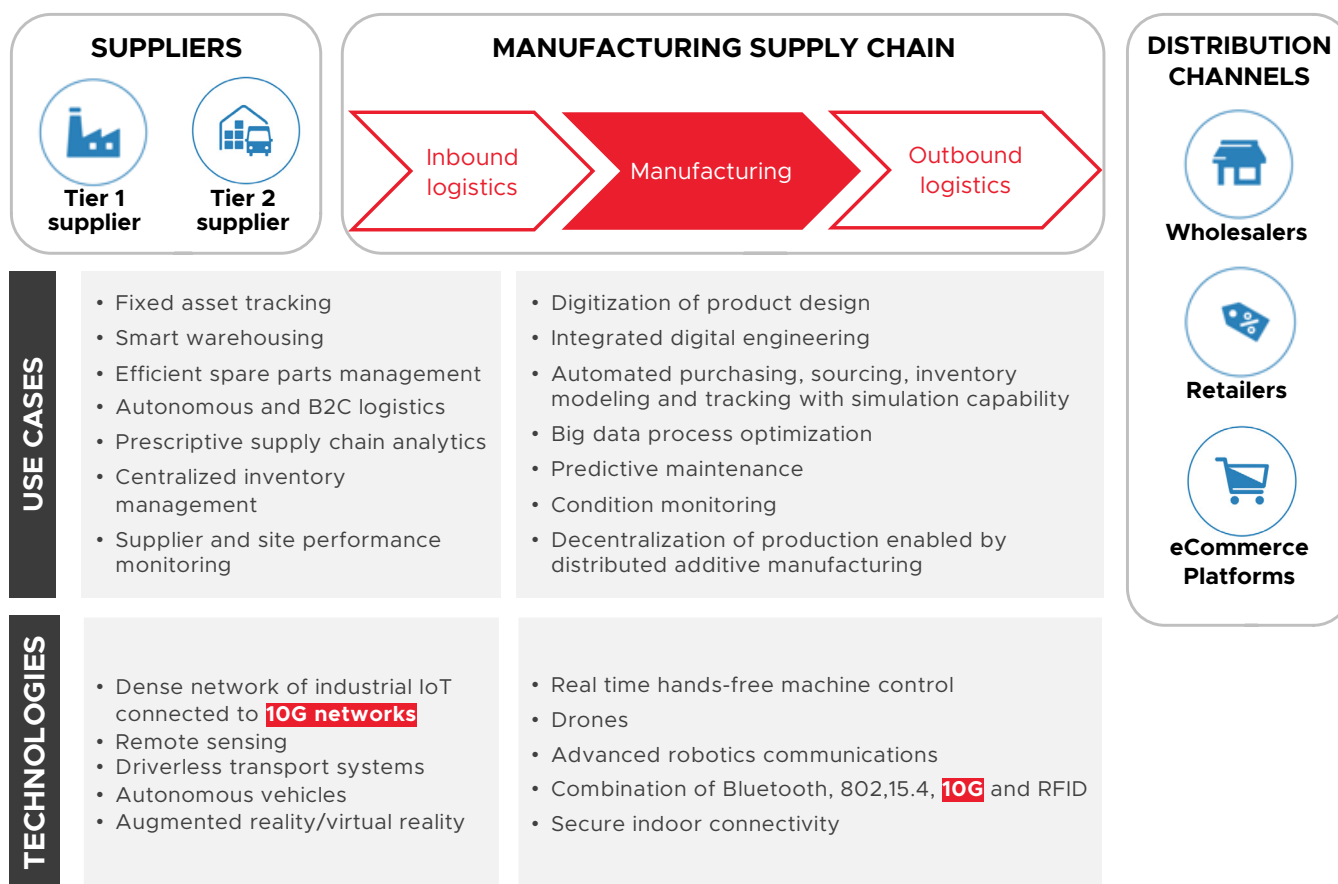 SUPPLIERS
Tier 1
supplier
Tier 2
supplier
MANUFACTURING SUPPLY CHAIN
Inbound
logistics
Manufacturing
Outbound
logistics
DISTRIBUTION
CHANNELS
Wholesalers
Retailers
eCommerce
Platforms
USE CASES
• Fixed asset tracking
• Smart warehousing
• Efficient spare parts management
• Autonomous and B2C logistics
• Prescriptive supply chain analytics
• Centralized inventory
management
• Supplier and site performance
monitoring
• Digitization of product design
• Integrated digital engineering
• Automated purchasing, sourcing, inventory
modeling and tracking with simulation capability
• Big data process optimization
• Predictive maintenance
• Condition monitoring
• Decentralization of production enabled by
distributed additive manufacturing
TECHNOLOGIES
• Dense network of industrial IoT
connected to 10G networks
• Remote sensing
• Driverless transport systems
• Autonomous vehicles
• Augmented reality/virtual reality
• Real time hands-free machine control
• Drones
• Advanced robotics communications
• Combination of Bluetooth, 802,15.4, 10G and RFID
• Secure indoor connectivity